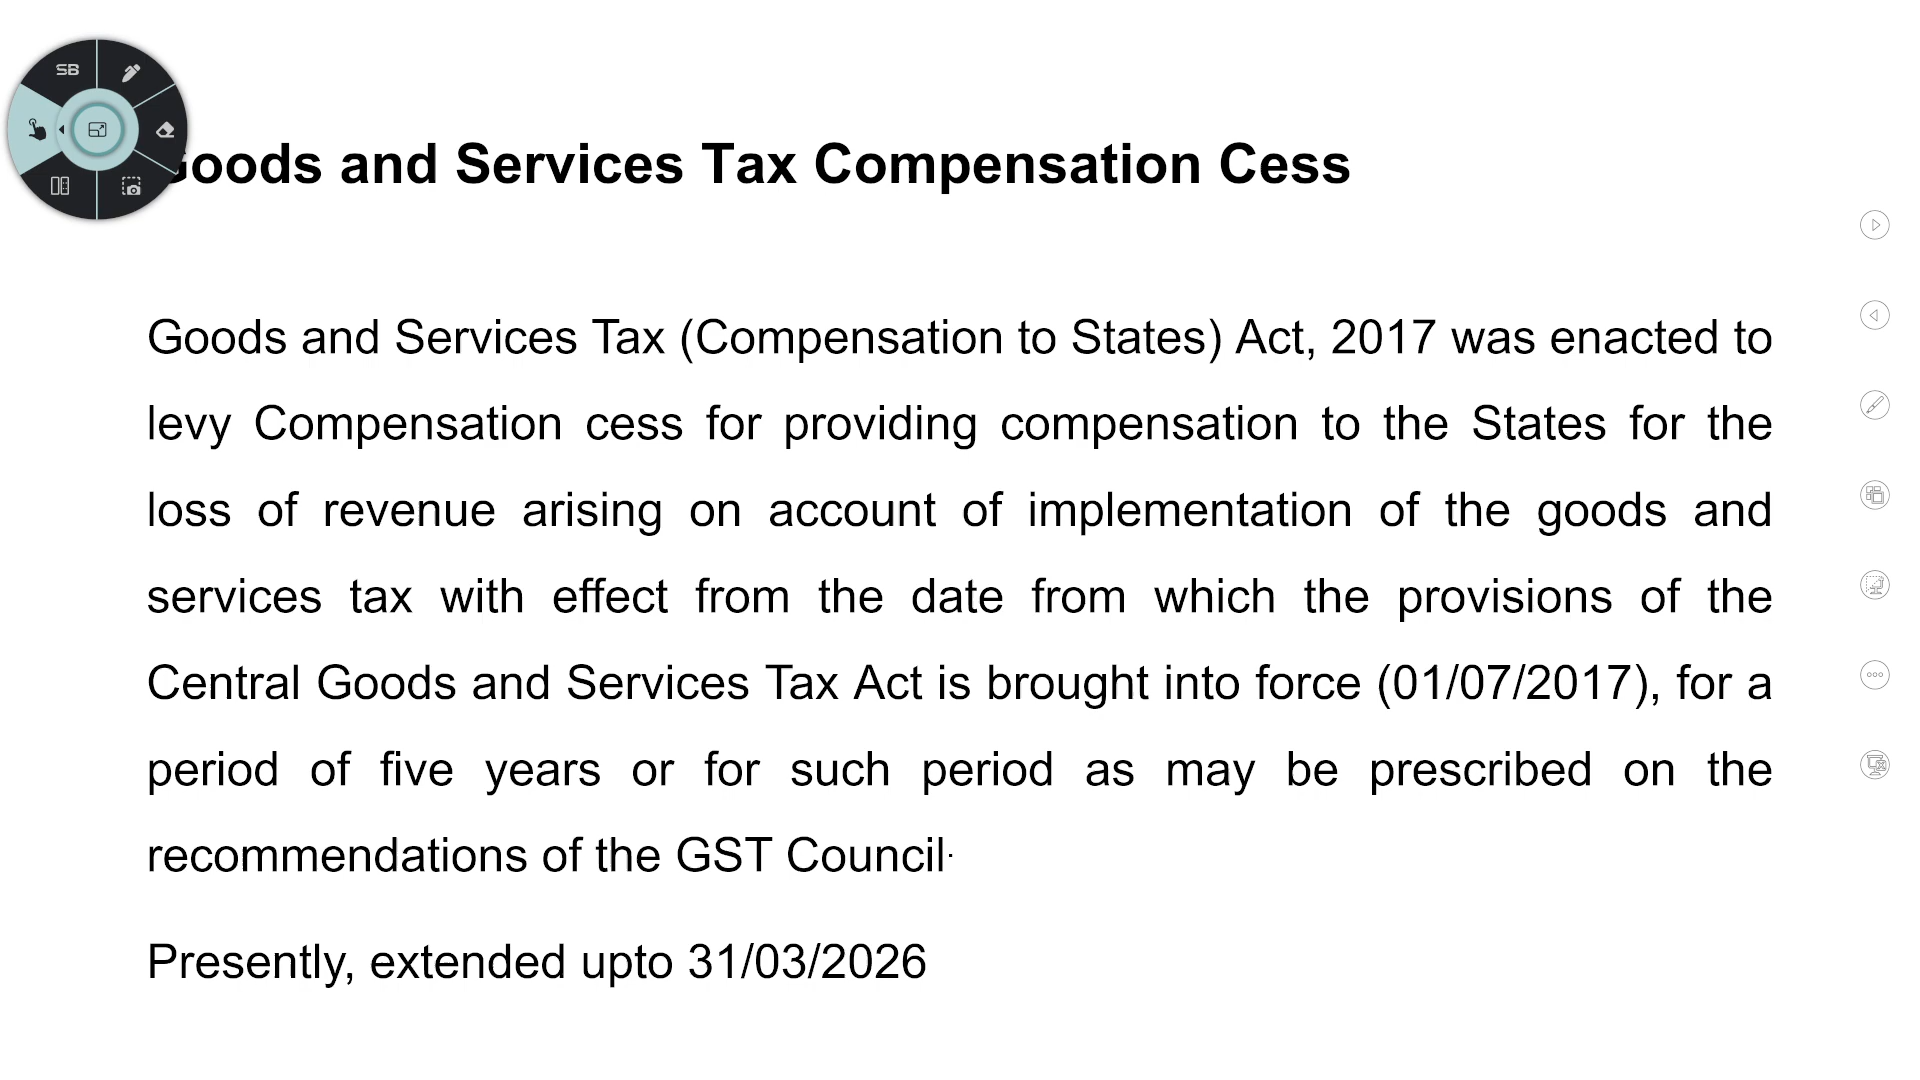 SB
Goods and Services Tax Compensation Cess
Goods and Services Tax (Compensation to States) Act, 2017 was enacted to
levy Compensation cess for providing compensation to the States for the
loss of revenue arising on account of implementation of the goods and
services tax with effect from the date from which the provisions of the
Central Goods and Services Tax Act is brought into force (01/07/2017), for a
period of five years or for such period as may be prescribed on the
recommendations of the GST Council.
Presently, extended upto 31/03/2026